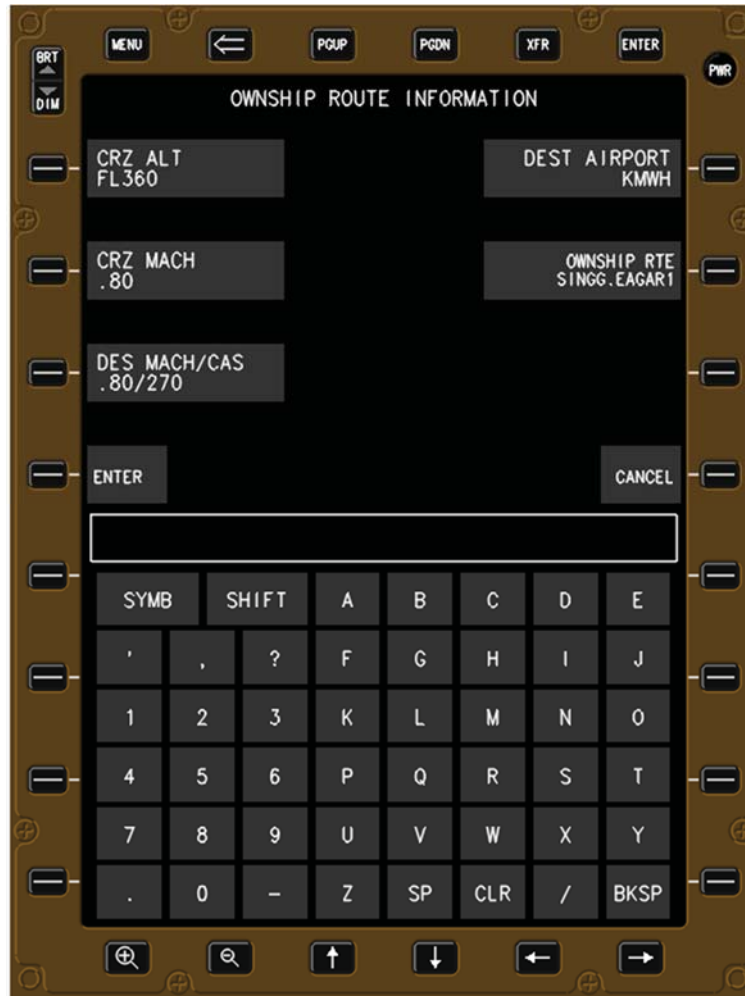 MENU PGUP PGDN XFR ENTER
BRT
DIM
PWR
OWNSHIP ROUTE INFORMATION
CRZ ALT
FL360
DEST AIRPORT
KMWH
CRZ MACH
.80
OWNSHIP RTE
SINGG.EAGAR1
DES MACH/CAS
.80/270
ENTER CANCEL
SYMB SHIFT A B C D E
' , ? F G H I J
1 2 3 K L M N O
4 5 6 P Q R S T
7 8 9 U V W X Y
. 0 - Z SP CLR / BKSP